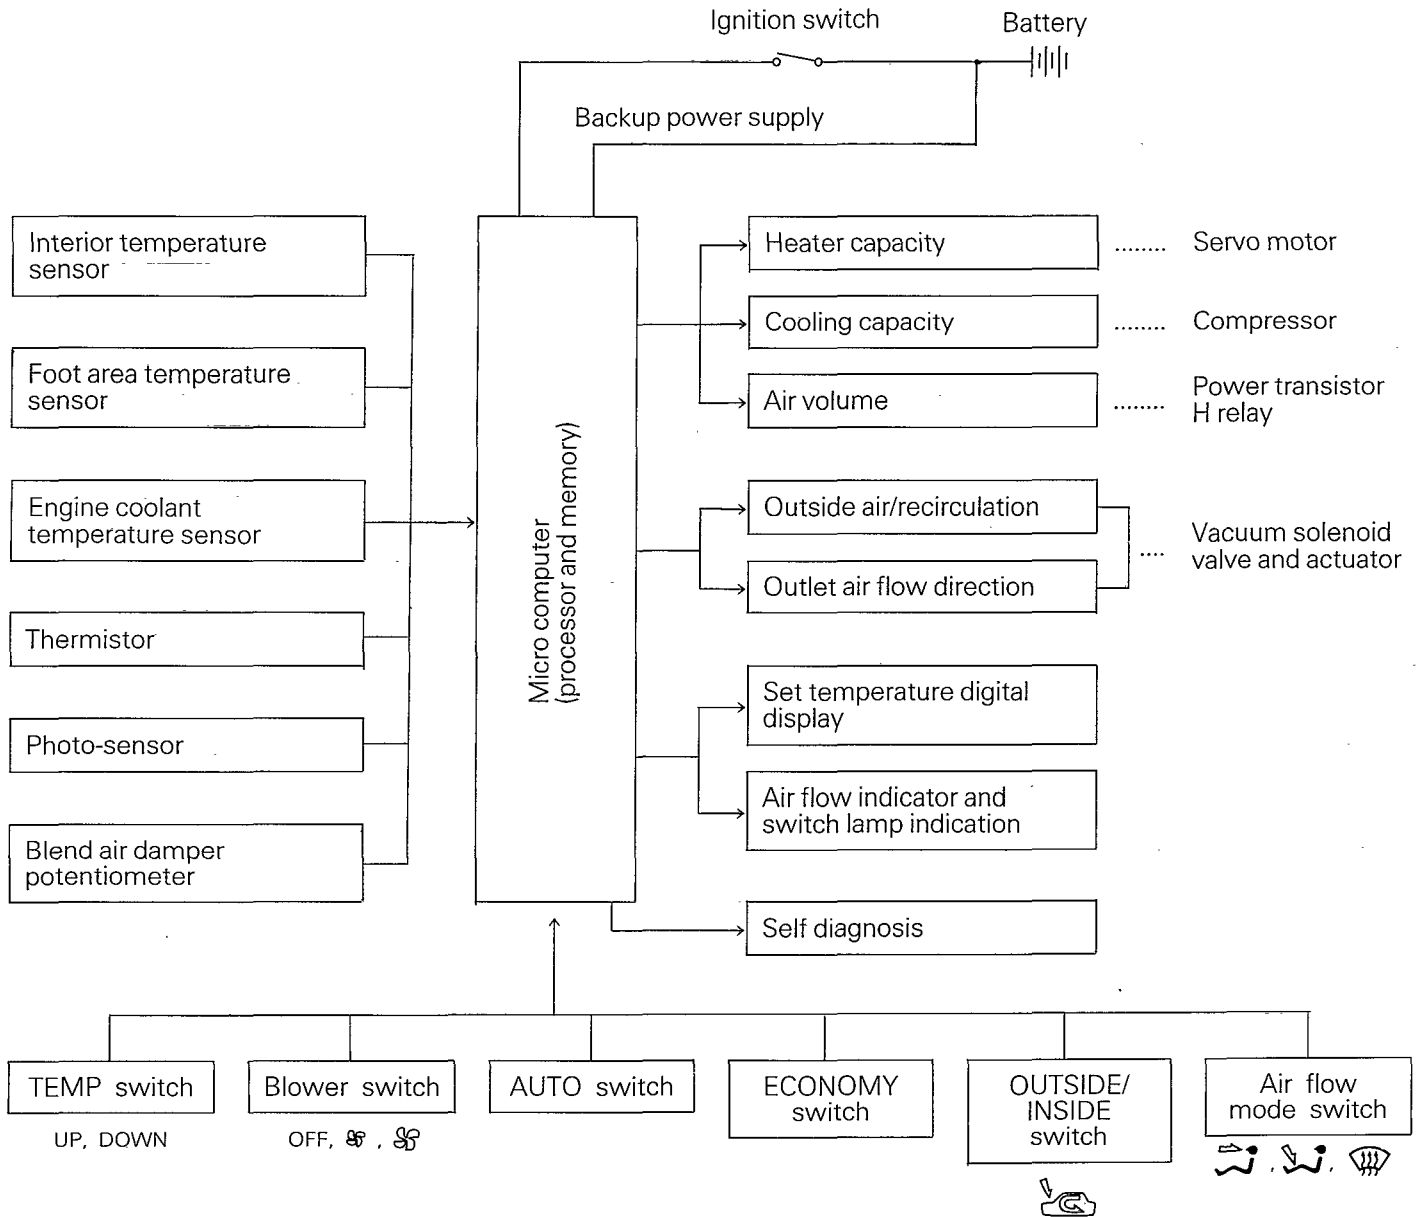 Ignition switch
Battery
Backup power supply
Interior temperature
sensor
Foot area temperature
sensor
Engine coolant
temperature sensor
Thermistor
Photo-sensor
Blend air damper
potentiometer
Micro computer
(processor and memory)
Heater capacity
........ Servo motor
Cooling capacity
........ Compressor
Air volume
........ Power transistor
H relay
Outside air/recirculation
Outlet air flow direction
.... Vacuum solenoid
valve and actuator
Set temperature digital
display
Air flow indicator and
switch lamp indication
Self diagnosis
TEMP switch
UP, DOWN
Blower switch
OFF, ,
AUTO switch
ECONOMY
switch
OUTSIDE/
INSIDE
switch
Air flow
mode switch